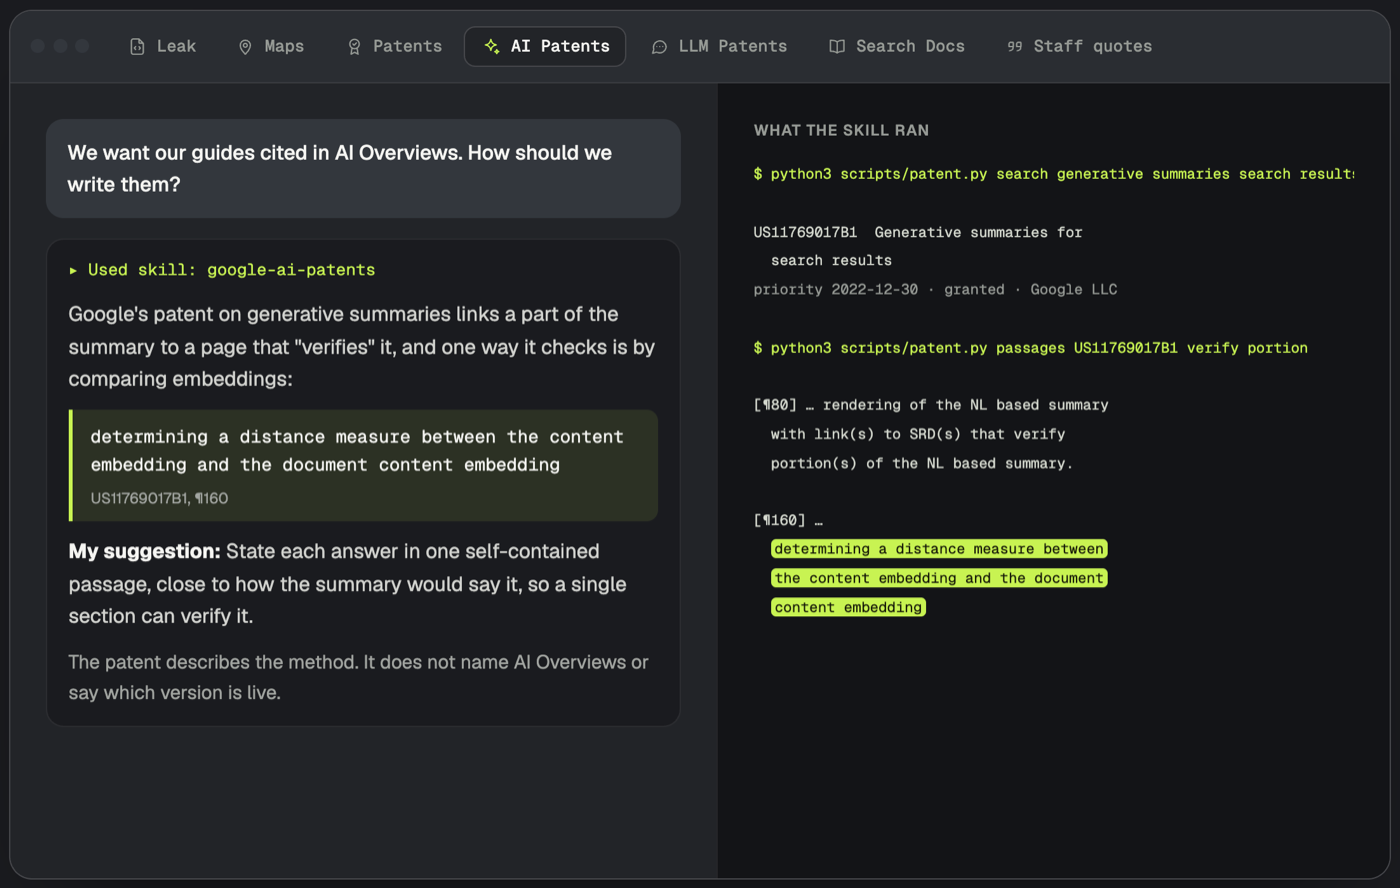 Leak
Maps
Patents
AI Patents
LLM Patents
Search Docs
Staff quotes
We want our guides cited in AI Overviews. How should we
write them?
▸ Used skill: google-ai-patents
Google's patent on generative summaries links a part of the
summary to a page that "verifies" it, and one way it checks is by
comparing embeddings:
determining a distance measure between the content
embedding and the document content embedding
US11769017B1, ¶160
My suggestion: State each answer in one self-contained
passage, close to how the summary would say it, so a single
section can verify it.
The patent describes the method. It does not name AI Overviews or
say which version is live.
WHAT THE SKILL RAN
$ python3 scripts/patent.py search generative summaries search results
US11769017B1  Generative summaries for
search results
priority 2022-12-30 · granted · Google LLC
$ python3 scripts/patent.py passages US11769017B1 verify portion
[¶80] … rendering of the NL based summary
with link(s) to SRD(s) that verify
portion(s) of the NL based summary.
[¶160] …
determining a distance measure between
the content embedding and the document
content embedding